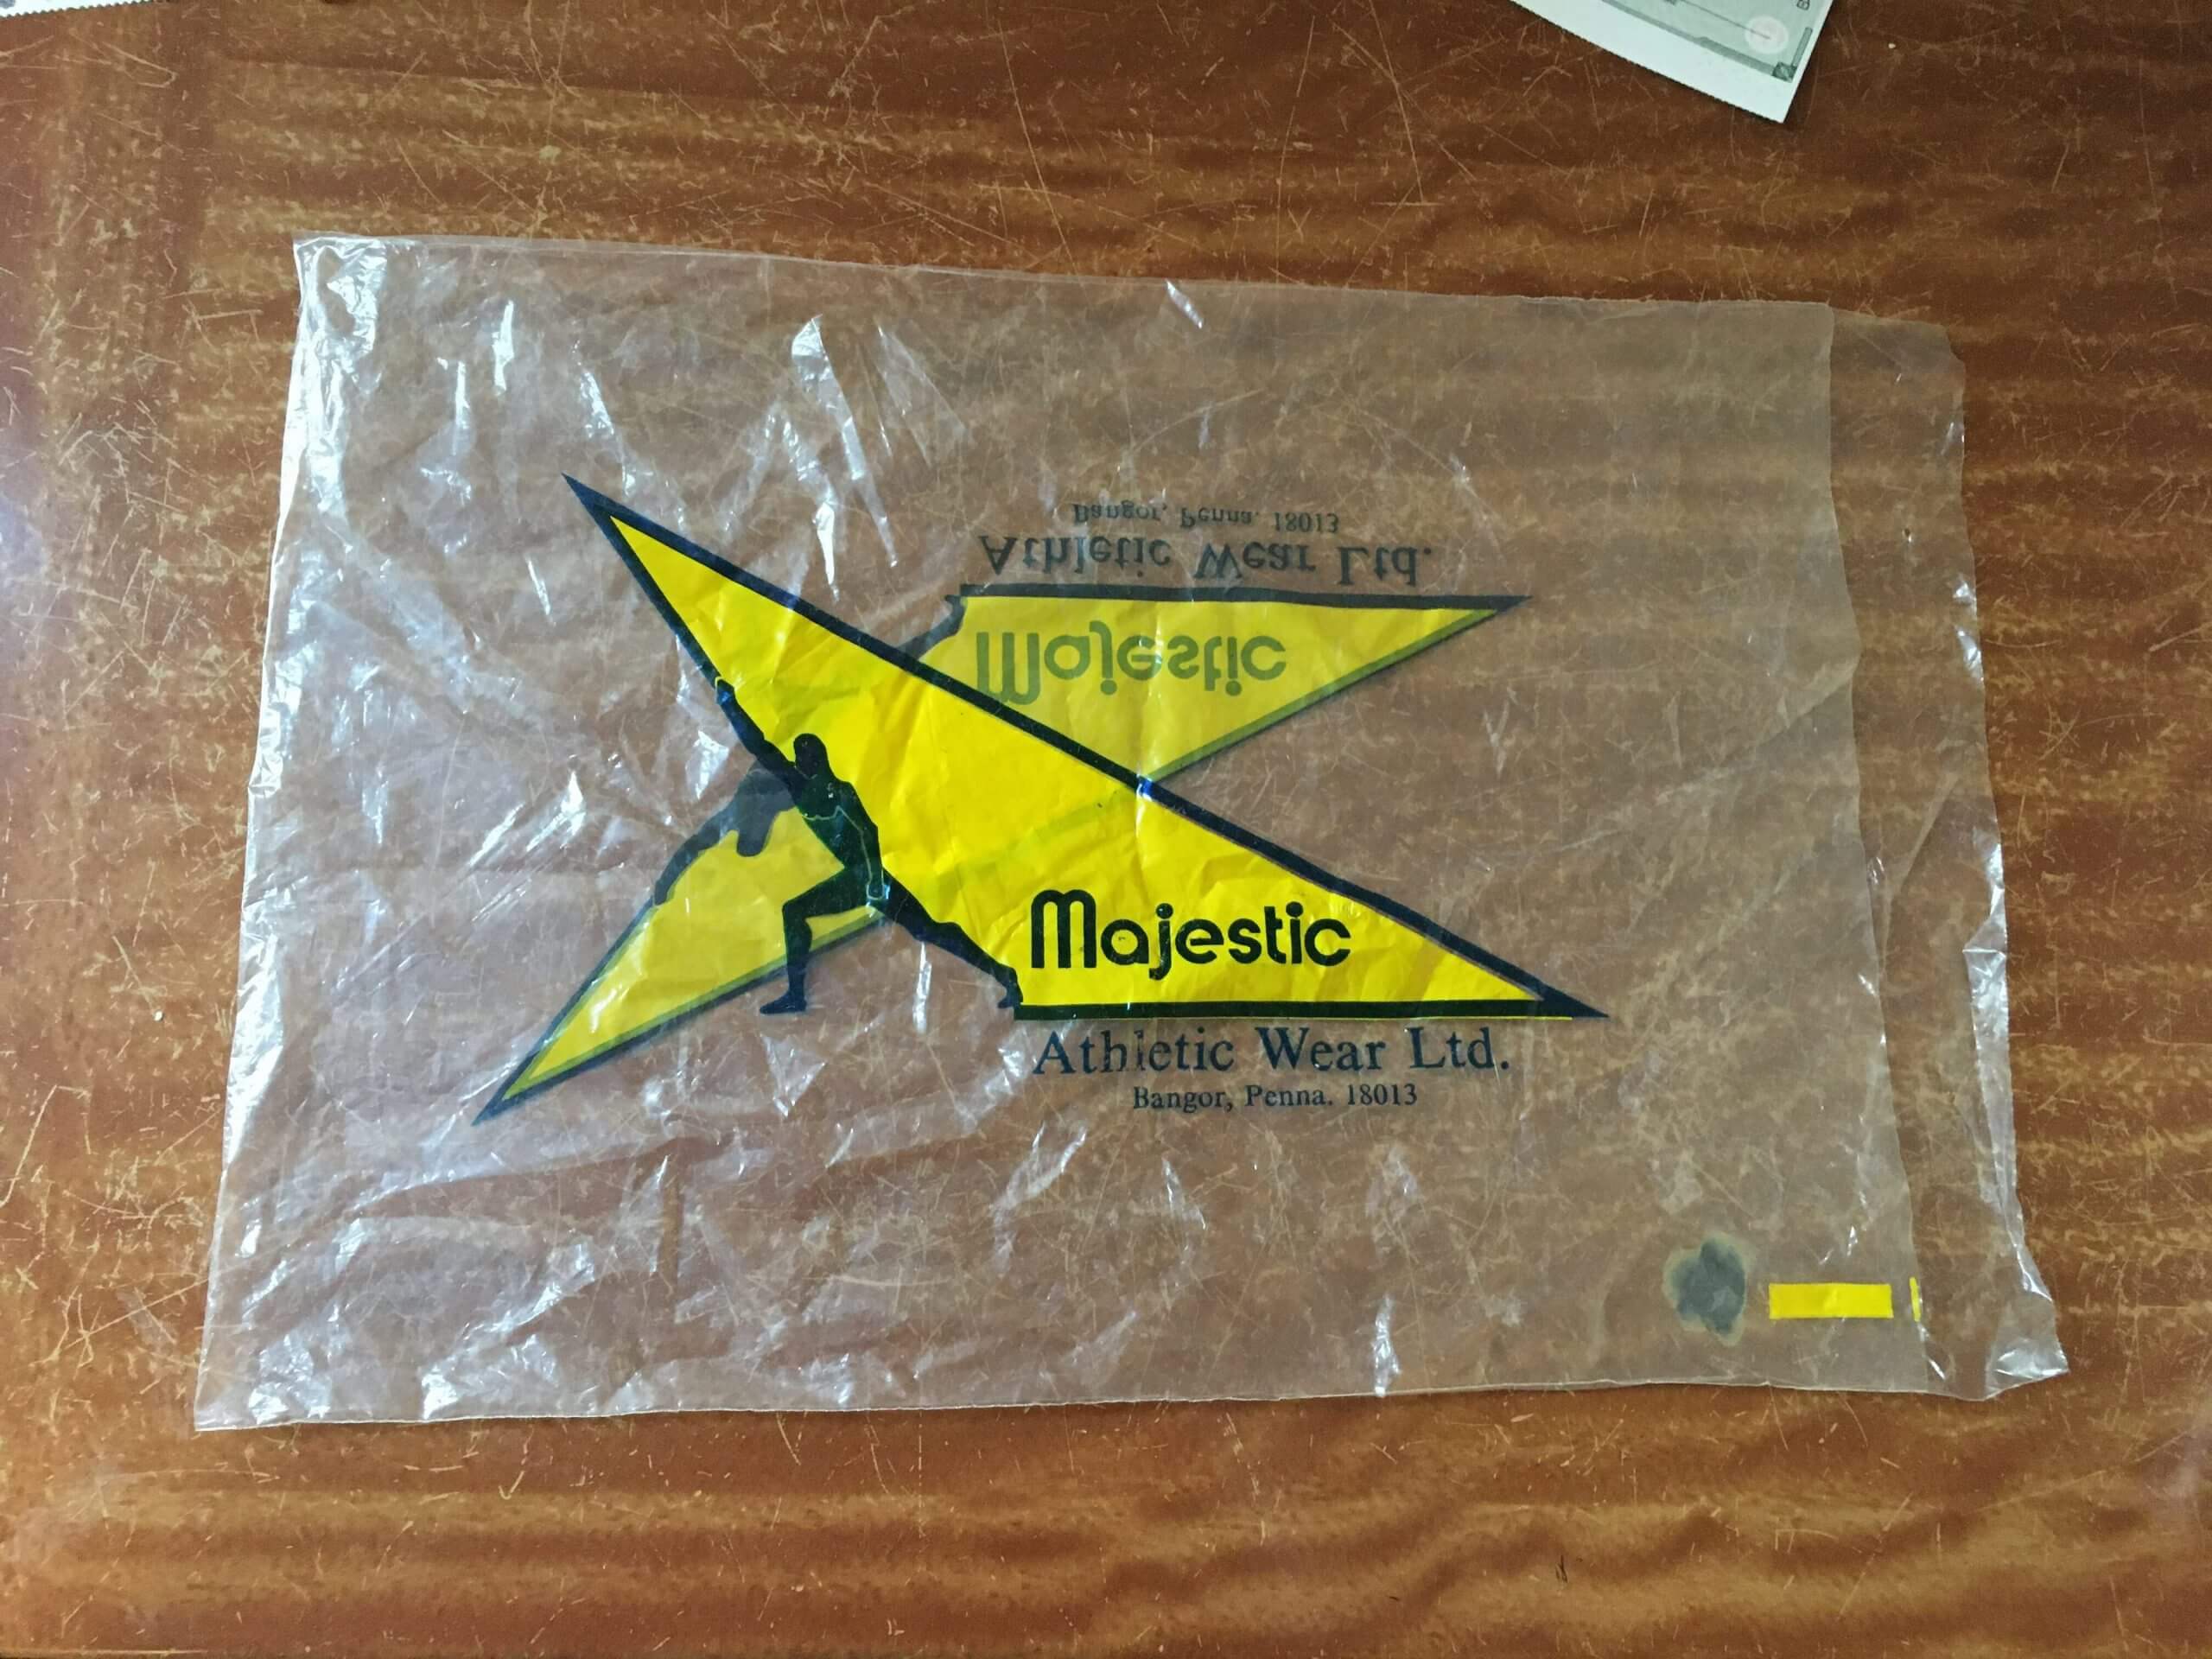 Bangor, Penna. 18013
Athletic Wear Ltd.
Majestic
Majestic
Athletic Wear Ltd.
Bangor, Penna. 18013